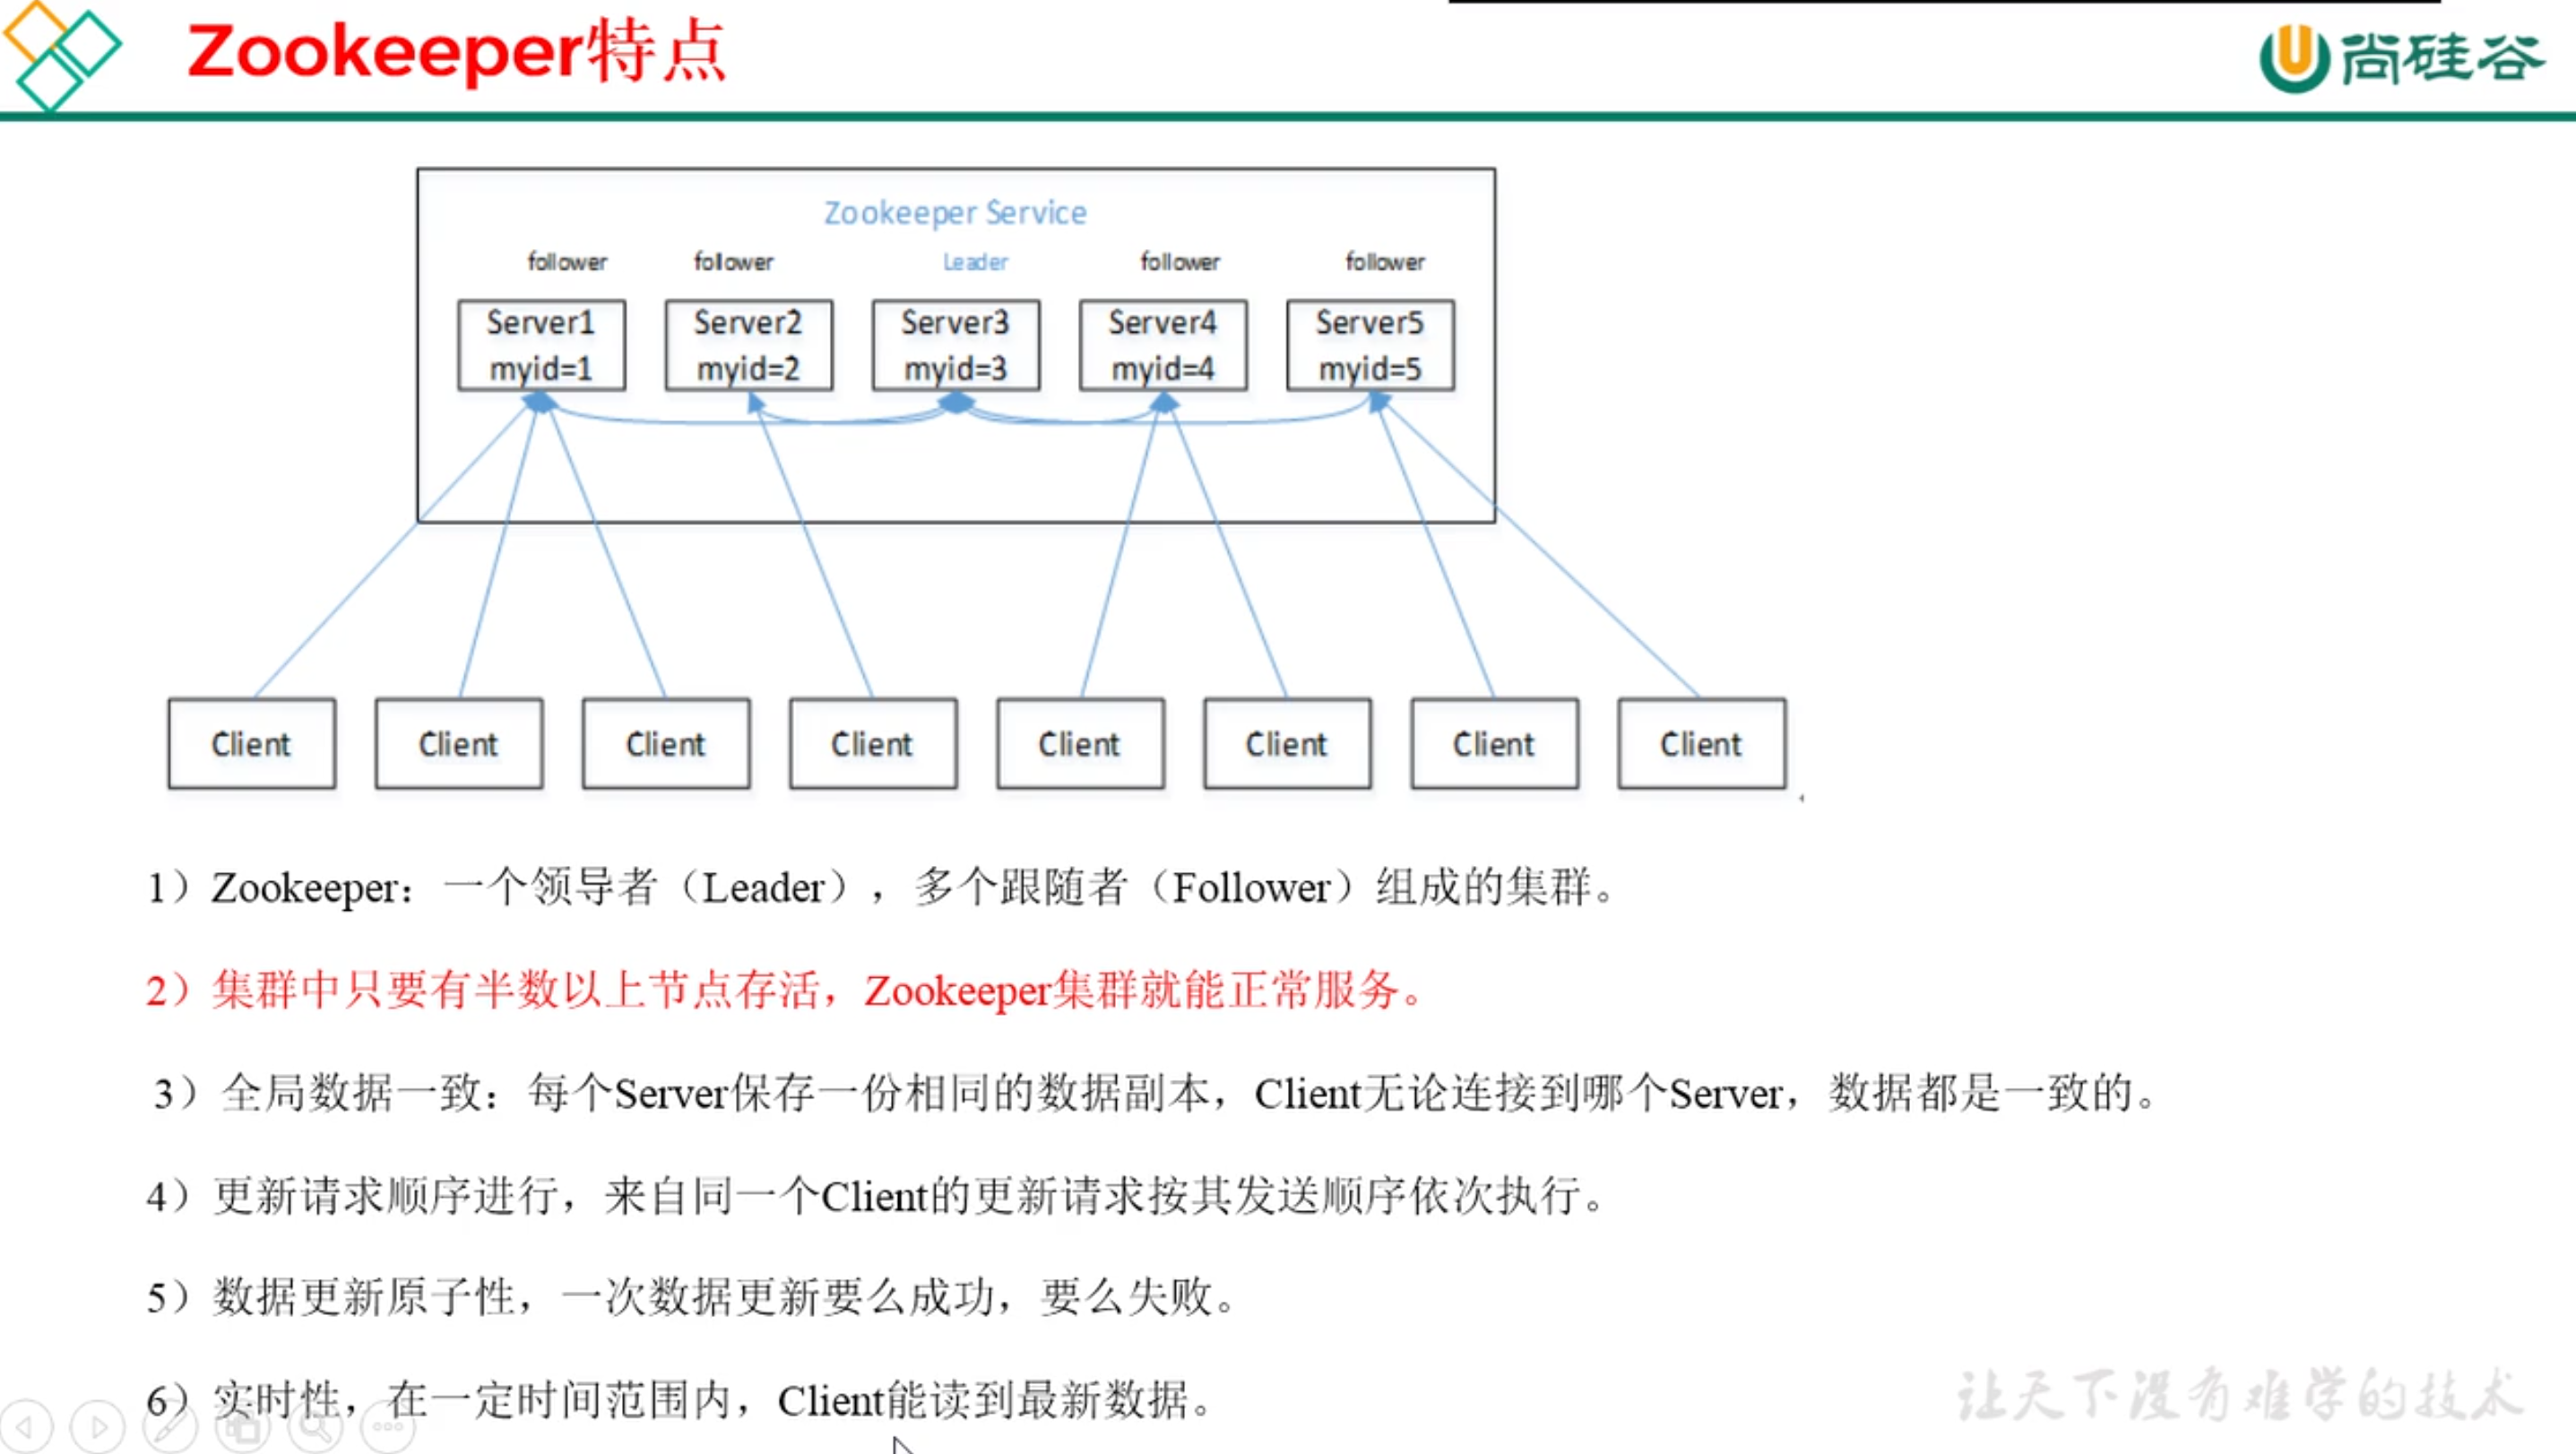 Zookeeper特点
尚硅谷
Zookeeper Service
follower follower Leader follower follower
Server1 Server2 Server3 Server4 Server5
myid=1 myid=2 myid=3 myid=4 myid=5
Client Client Client Client Client Client Client Client
1）Zookeeper：一个领导者（Leader），多个跟随者（Follower）组成的集群。
2）集群中只要有半数以上节点存活，Zookeeper集群就能正常服务。
3）全局数据一致：每个Server保存一份相同的数据副本，Client无论连接到哪个Server，数据都是一致的。
4）更新请求顺序进行，来自同一个Client的更新请求按其发送顺序依次执行。
5）数据更新原子性，一次数据更新要么成功，要么失败。
6）实时性，在一定时间范围内，Client能读到最新数据。
让天下没有难学的技术